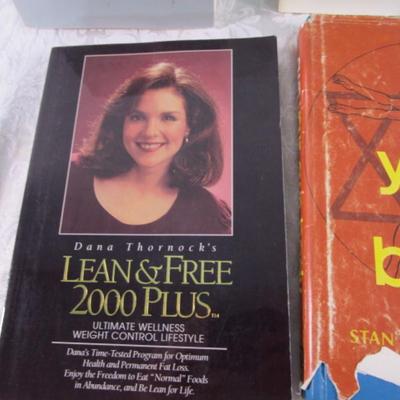 Dana Thornock's
LEAN & FREE
2000 PLUS™
ULTIMATE WELLNESS
WEIGHT CONTROL LIFESTYLE
Dana's Time-Tested Program for Optimum
Health and Permanent Fat Loss.
Enjoy the Freedom to Eat "Normal" Foods
in Abundance, and Be Lean for Life.
y
b
STAN